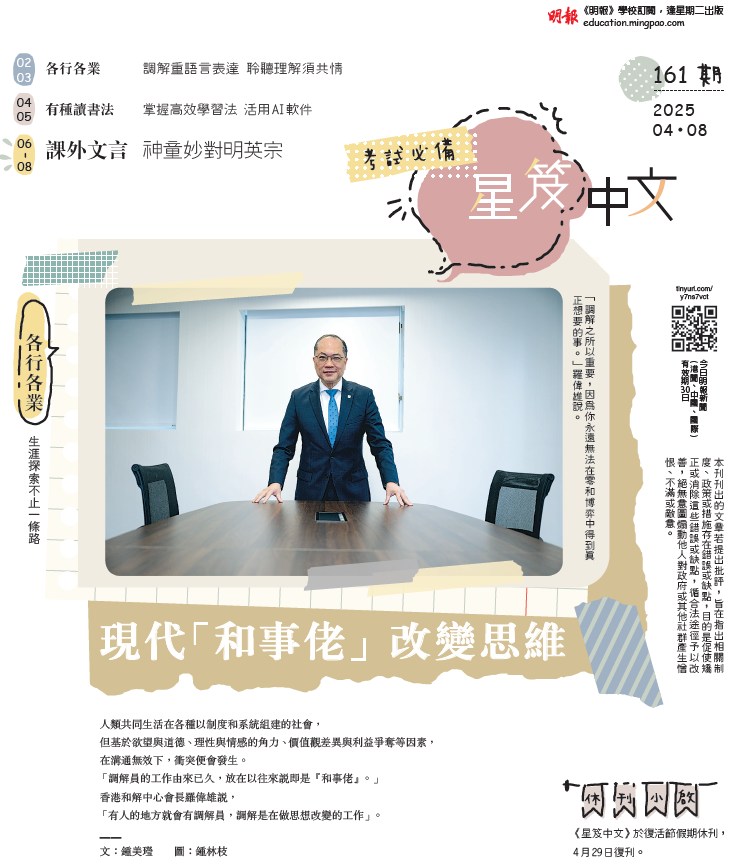 明報《明報》學校訂閱，逢星期二出版
education.mingpao.com
02
03
各行各業 調解重語言表達 聆聽理解須共情
04
05
有種讀書法 掌握高效學習法 活用AI軟件
06
-
08
課外文言 神童妙對明英宗
161 期
2025
04・08
考試必備
星笈中文
各行各業
生涯探索不止一條路
「調解之所以重要，因為你永遠無法在零和博弈中得到真
正想要的事。」羅偉雄說。
tinyurl.com/
y7ns7vct
今日明報新聞
（港聞、中國、國際）
有效期30日
本刊刊出的文章若提出批評，旨在指出相關制
度、政策或措施存在錯誤或缺點，目的是促使矯
正或消除這些錯誤或缺點，循合法途徑予以改
善，絕無意圖煽動他人對政府或其他社群產生憎
恨、不滿或敵意。
現代「和事佬」改變思維
人類共同生活在各種以制度和系統組建的社會，
但基於欲望與道德、理性與情感的角力、價值觀差異與利益爭奪等因素，
在溝通無效下，衝突便會發生。
「調解員的工作由來已久，放在以往來說即是『和事佬』。」
香港和解中心會長羅偉雄說，
「有人的地方就會有調解員，調解是在做思想改變的工作」。
文：鍾美瑩 圖：鍾林枝
休刊小啟
《星笈中文》於復活節假期休刊，
4月29日復刊。